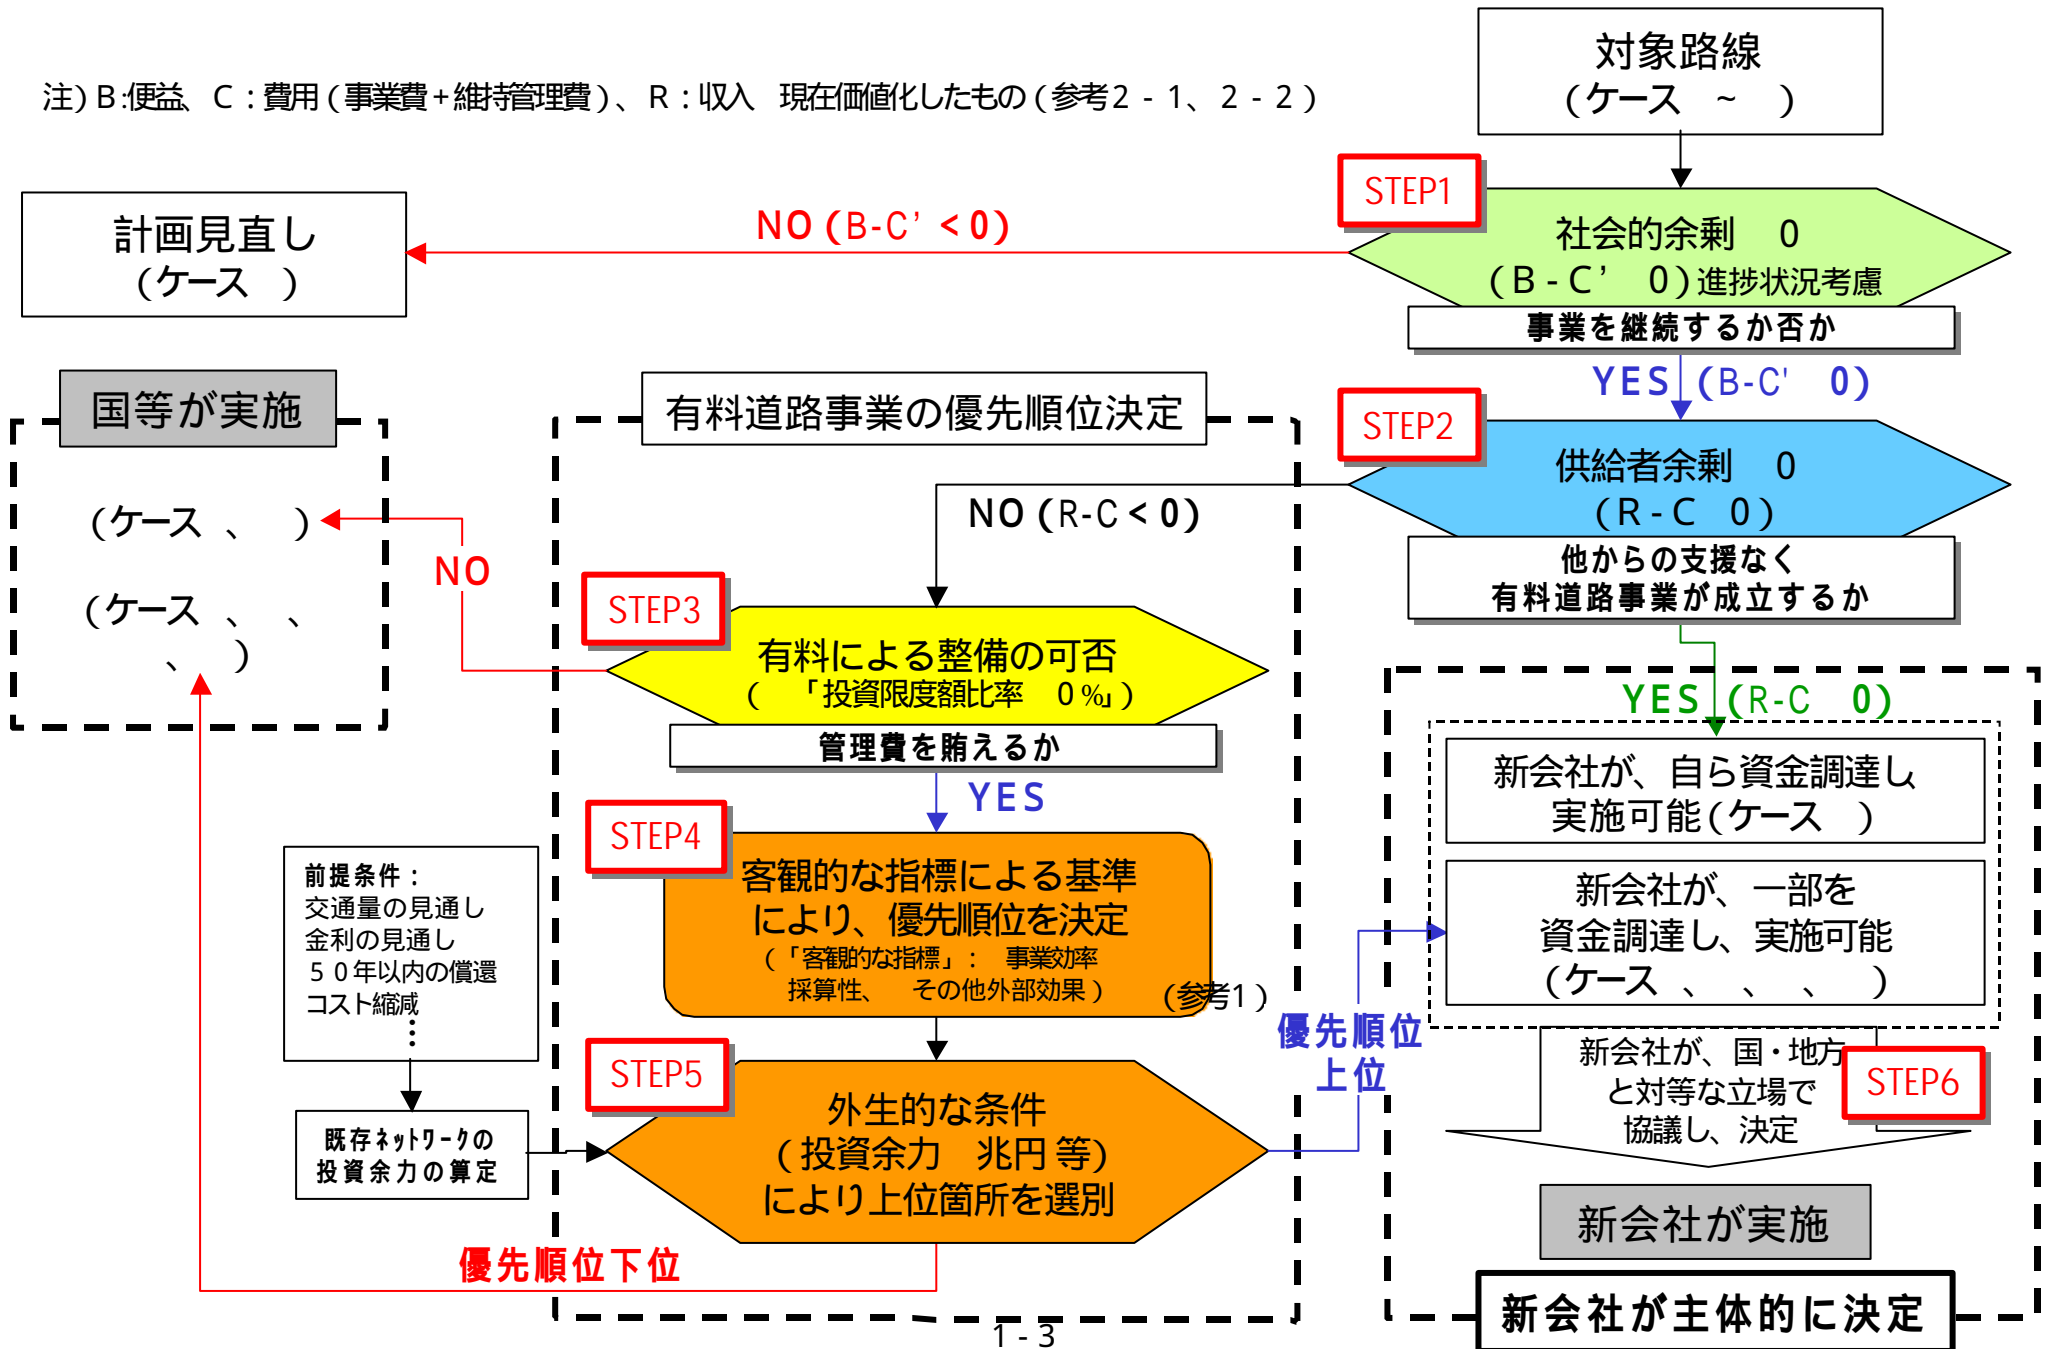 対象路線
(ケース ~ )
注) B:便益、C:費用(事業費+維持管理費)、R:収入 現在価値化したもの(参考2-1、2-2)
STEP1
社会的余剰 0
(B-C' 0)進捗状況考慮
事業を継続するか否か
NO(B-C'<0)
計画見直し
(ケース )
YES(B-C' 0)
STEP2
供給者余剰 0
(R-C 0)
他からの支援なく
有料道路事業が成立するか
国等が実施
(ケース 、 )
(ケース 、 、
、 )
有料道路事業の優先順位決定
NO(R-C<0)
NO
STEP3
有料による整備の可否
( 「投資限度額比率 0%」)
管理費を賄えるか
YES
YES(R-C 0)
新会社が、自ら資金調達し、
実施可能(ケース )
新会社が、一部を
資金調達し、実施可能
(ケース 、 、 、 )
STEP4
客観的な指標による基準
により、優先順位を決定
(「客観的な指標」: 事業効率
採算性、 その他外部効果)
(参考1)
前提条件:
交通量の見通し
金利の見通し
50年以内の償還
コスト縮減
…
既存ネットワークの
投資余力の算定
STEP5
外生的な条件
(投資余力 兆円等)
により上位箇所を選別
優先順位
上位
優先順位下位
新会社が、国・地方
と対等な立場で
協議し、決定
STEP6
新会社が実施
新会社が主体的に決定
1-3